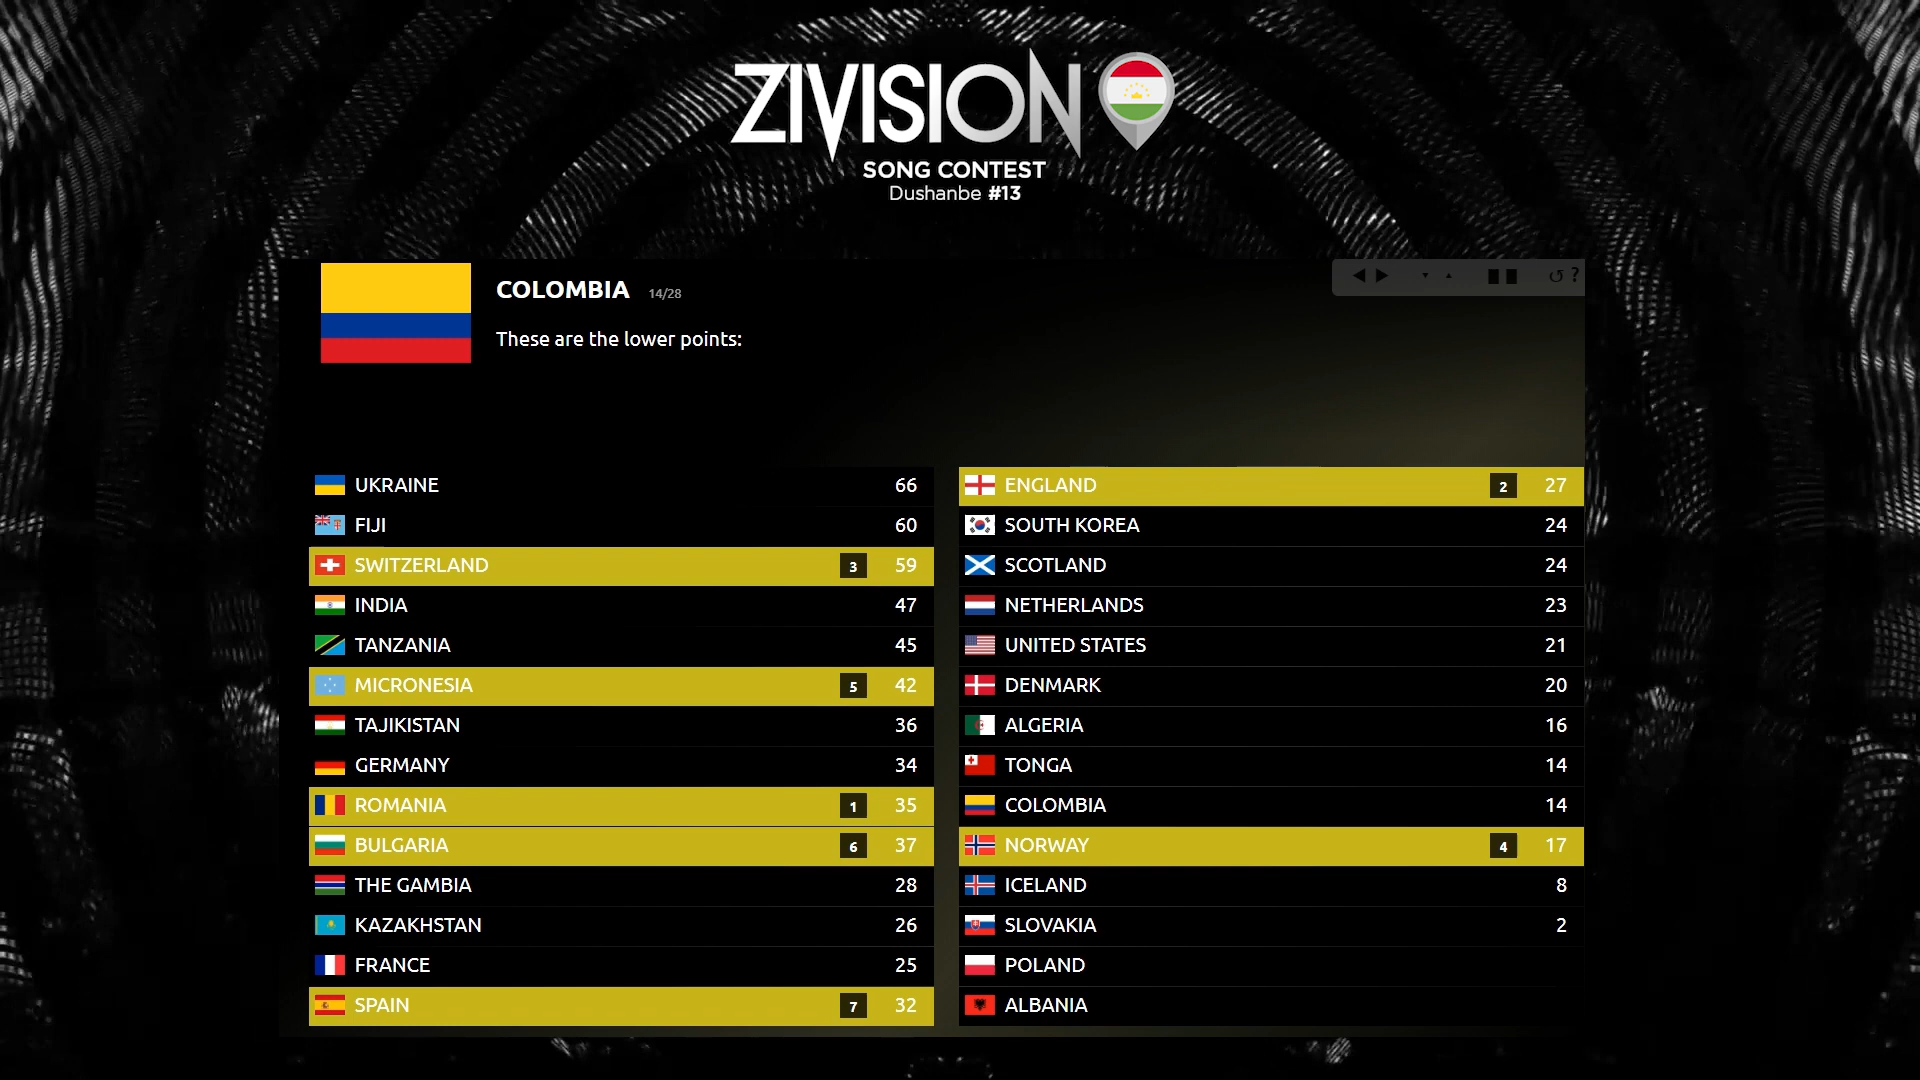 ZIVISION
SONG CONTEST
Dushanbe #13
COLOMBIA 14/28
These are the lower points:
UKRAINE 66
FIJI 60
SWITZERLAND 3 59
INDIA 47
TANZANIA 45
MICRONESIA 5 42
TAJIKISTAN 36
GERMANY 34
ROMANIA 1 35
BULGARIA 6 37
THE GAMBIA 28
KAZAKHSTAN 26
FRANCE 25
SPAIN 7 32
ENGLAND 2 27
SOUTH KOREA 24
SCOTLAND 24
NETHERLANDS 23
UNITED STATES 21
DENMARK 20
ALGERIA 16
TONGA 14
COLOMBIA 14
NORWAY 4 17
ICELAND 8
SLOVAKIA 2
POLAND
ALBANIA